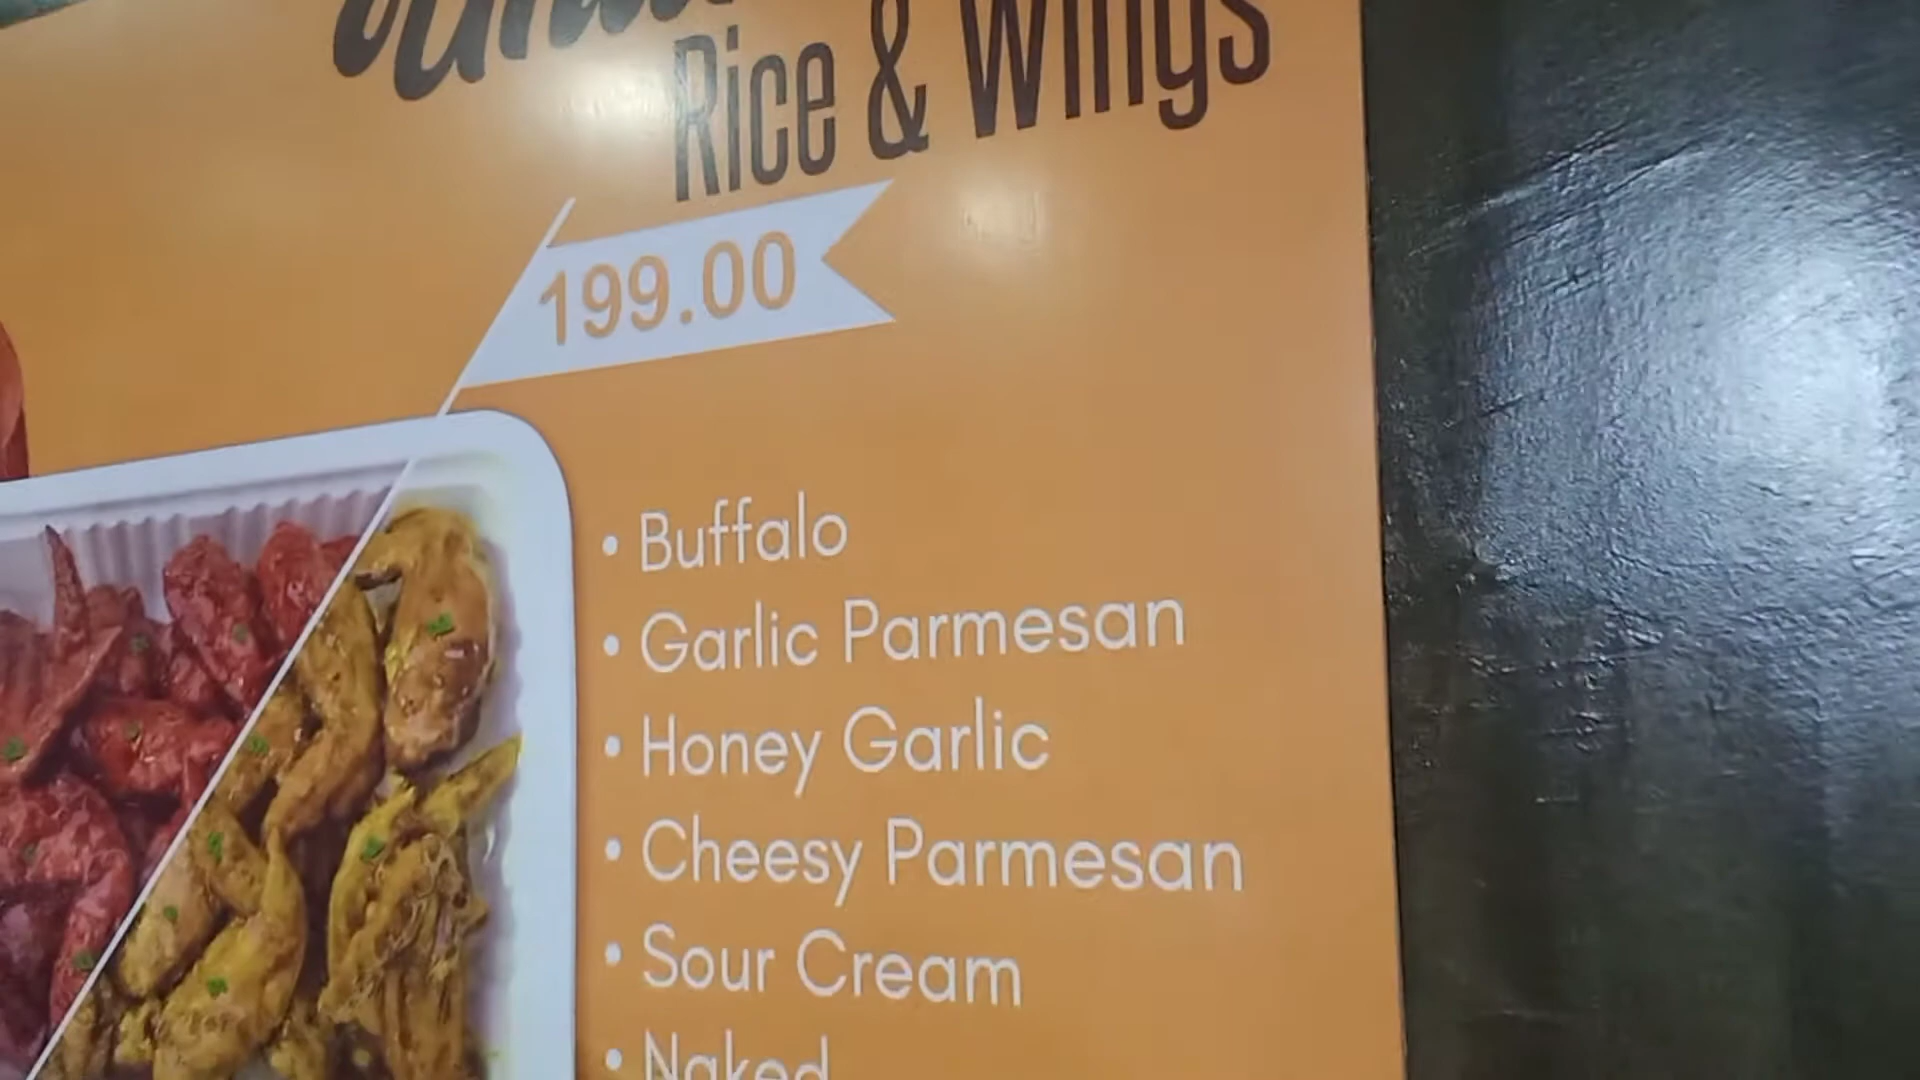 Rice & Wings
199.00
• Buffalo
• Garlic Parmesan
• Honey Garlic
• Cheesy Parmesan
• Sour Cream
• Naked